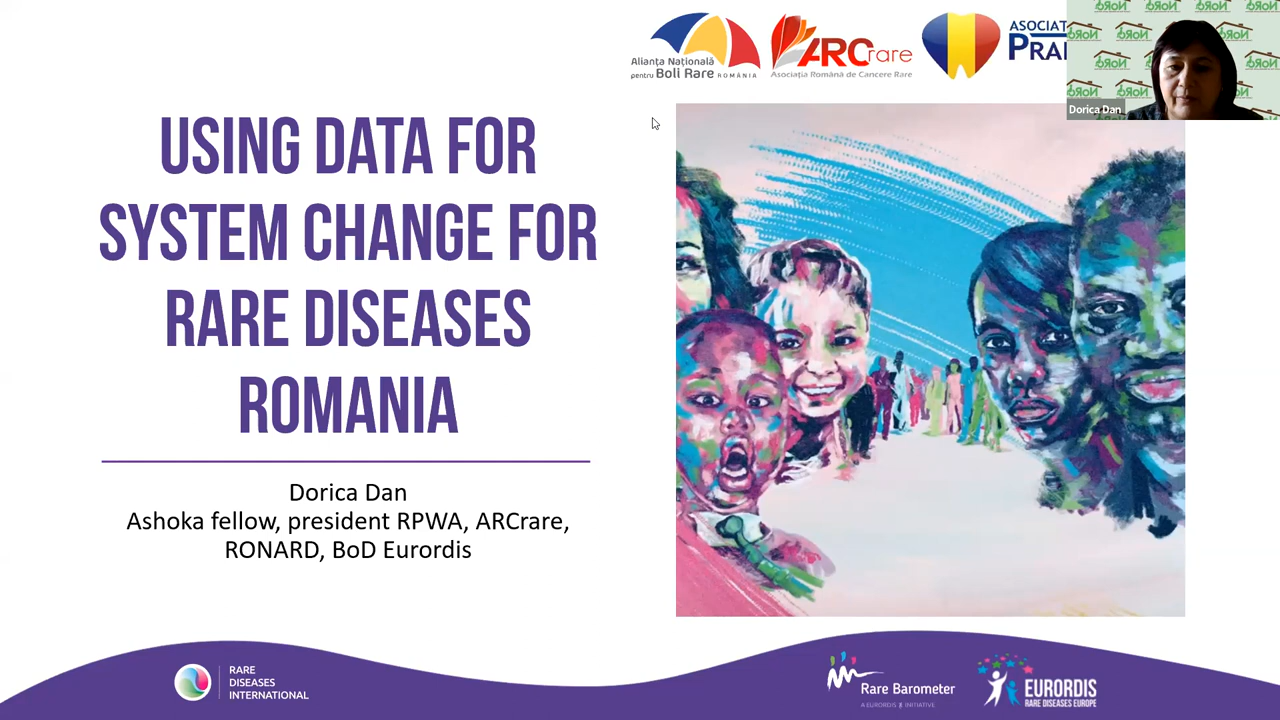 Alianța Națională
pentru Boli Rare ROMÂNIA
ARCrare
Asociația Română de Cancere Rare
Dorica Dan
USING DATA FOR
SYSTEM CHANGE FOR
RARE DISEASES
ROMANIA
Dorica Dan
Ashoka fellow, president RPWA, ARCrare,
RONARD, BoD Eurordis
RARE
DISEASES
INTERNATIONAL
Rare Barometer
A EURORDIS INITIATIVE
EURORDIS
RARE DISEASES EUROPE